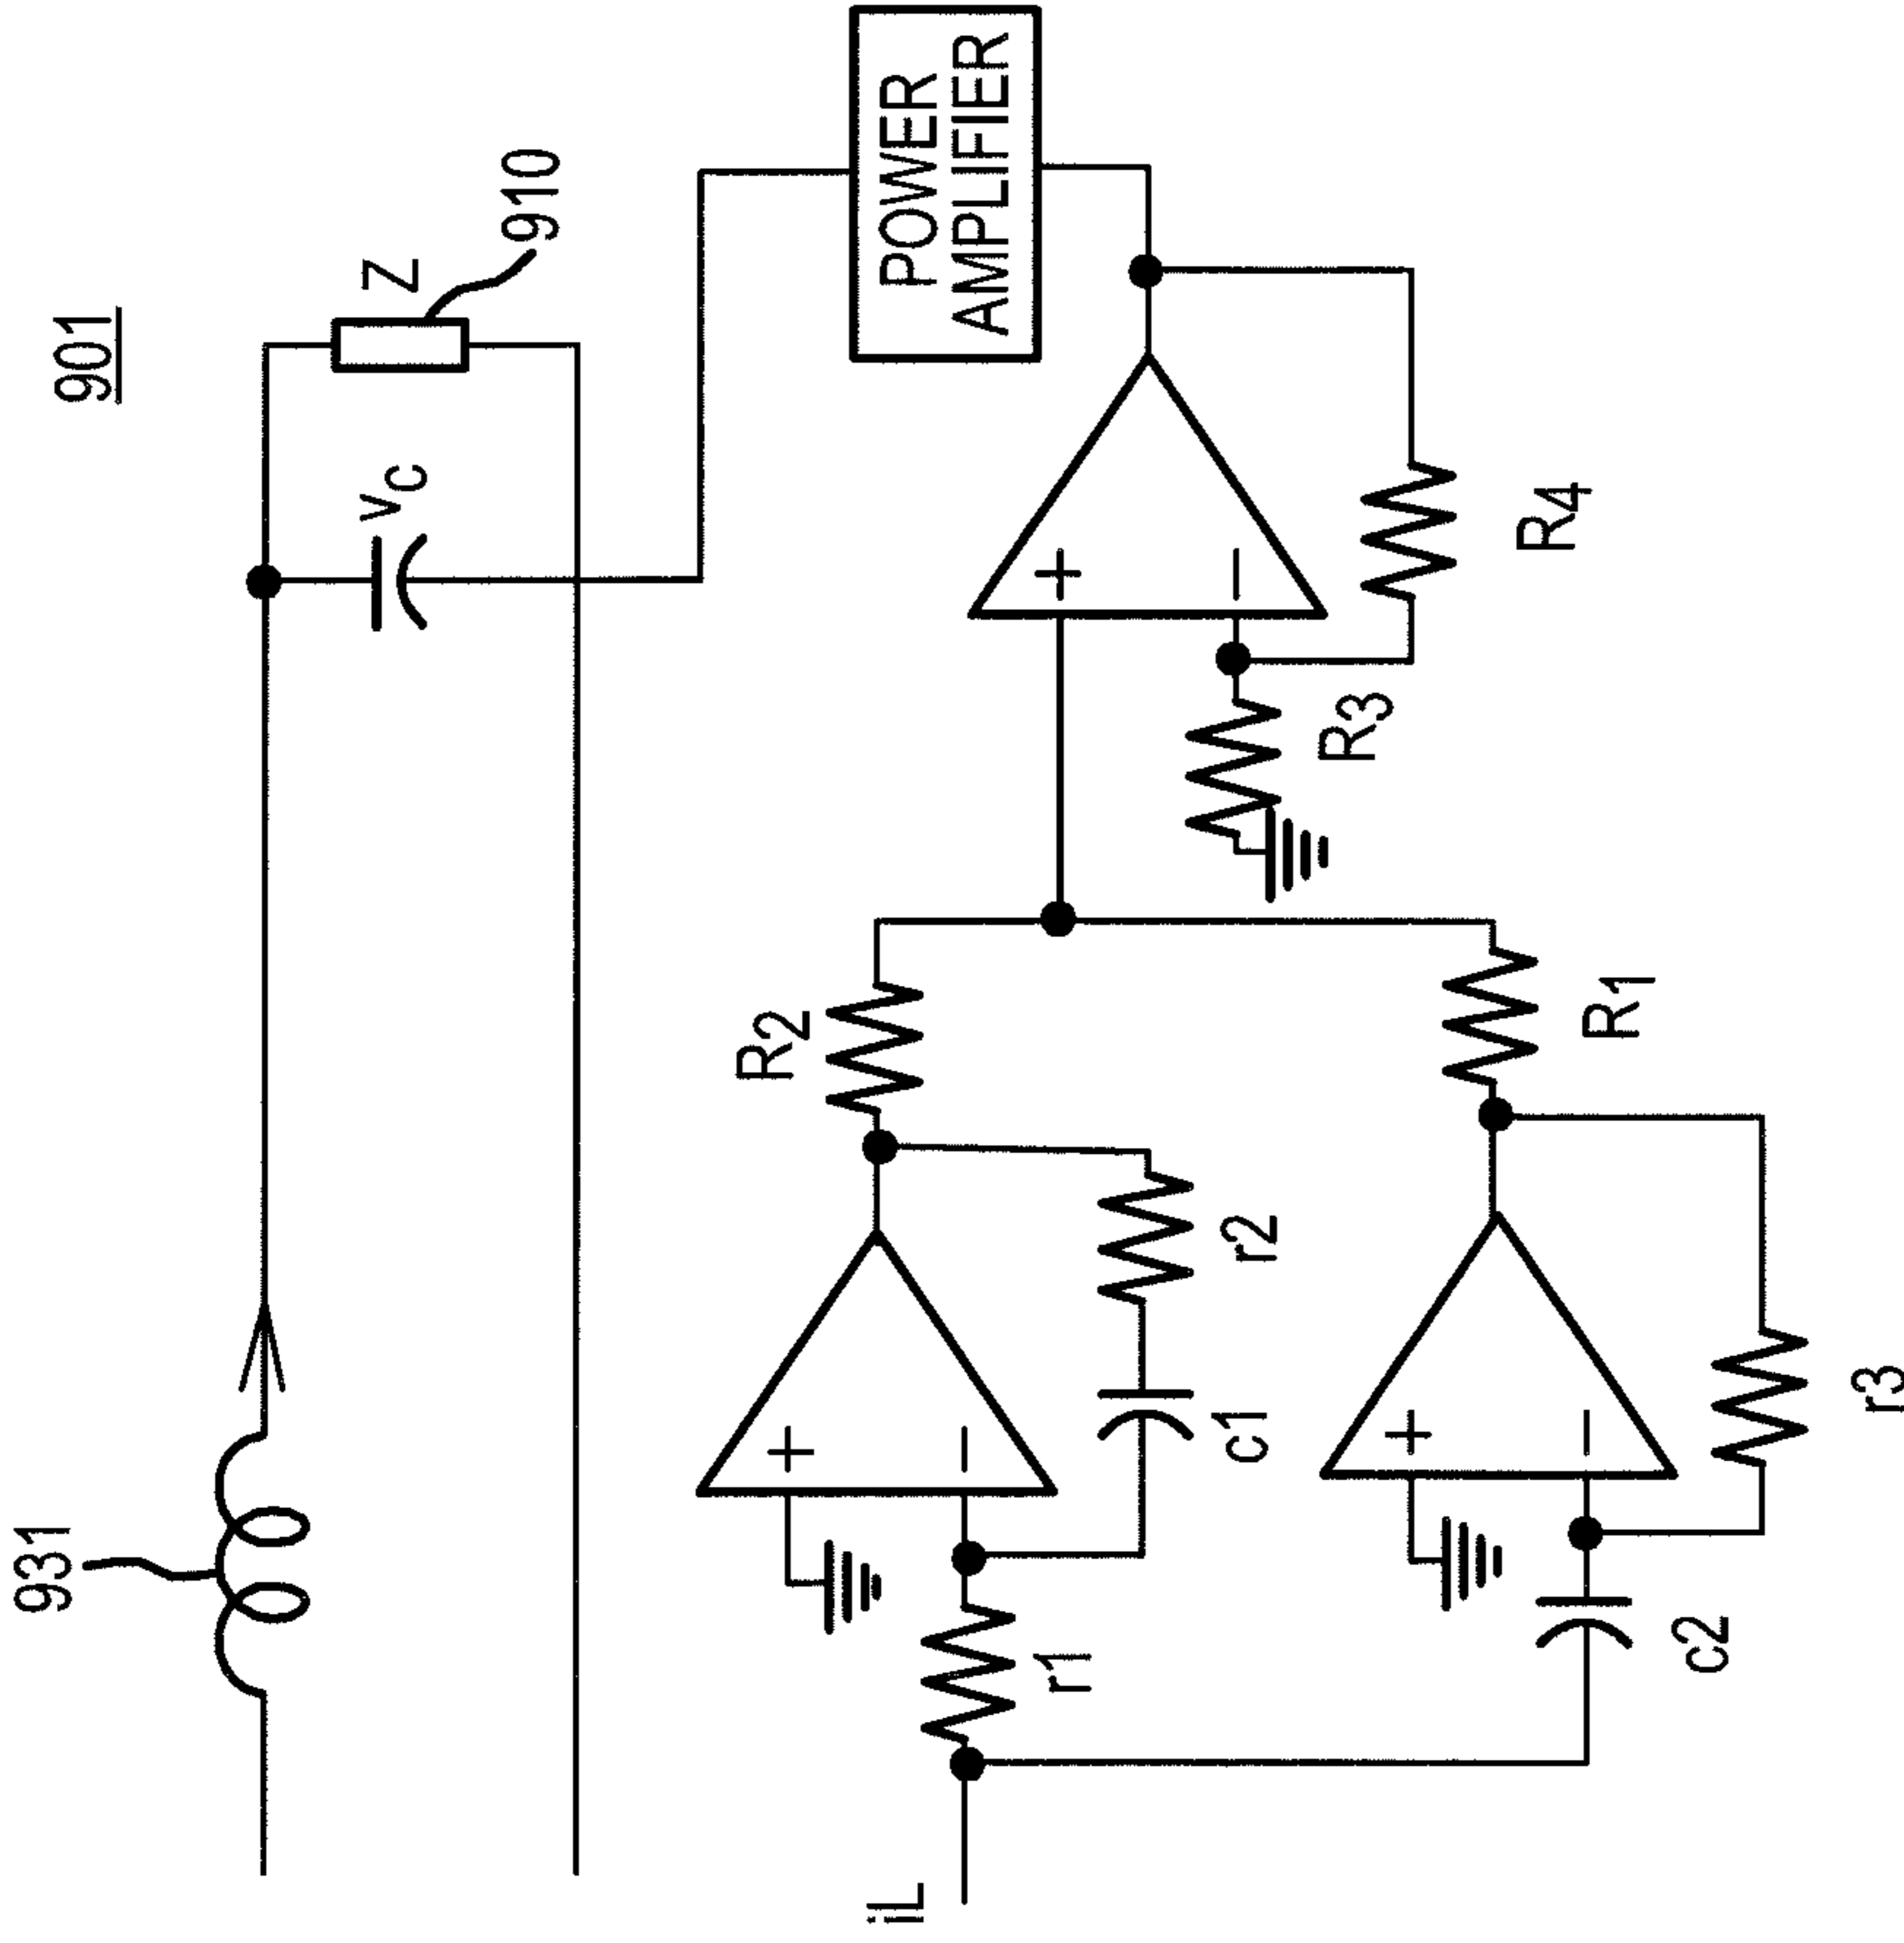 901
931
Z
910
vC
POWER
AMPLIFIER
iL
r1
c1
r2
R2
c2
r3
R1
R3
R4
+
−
+
−
+
−